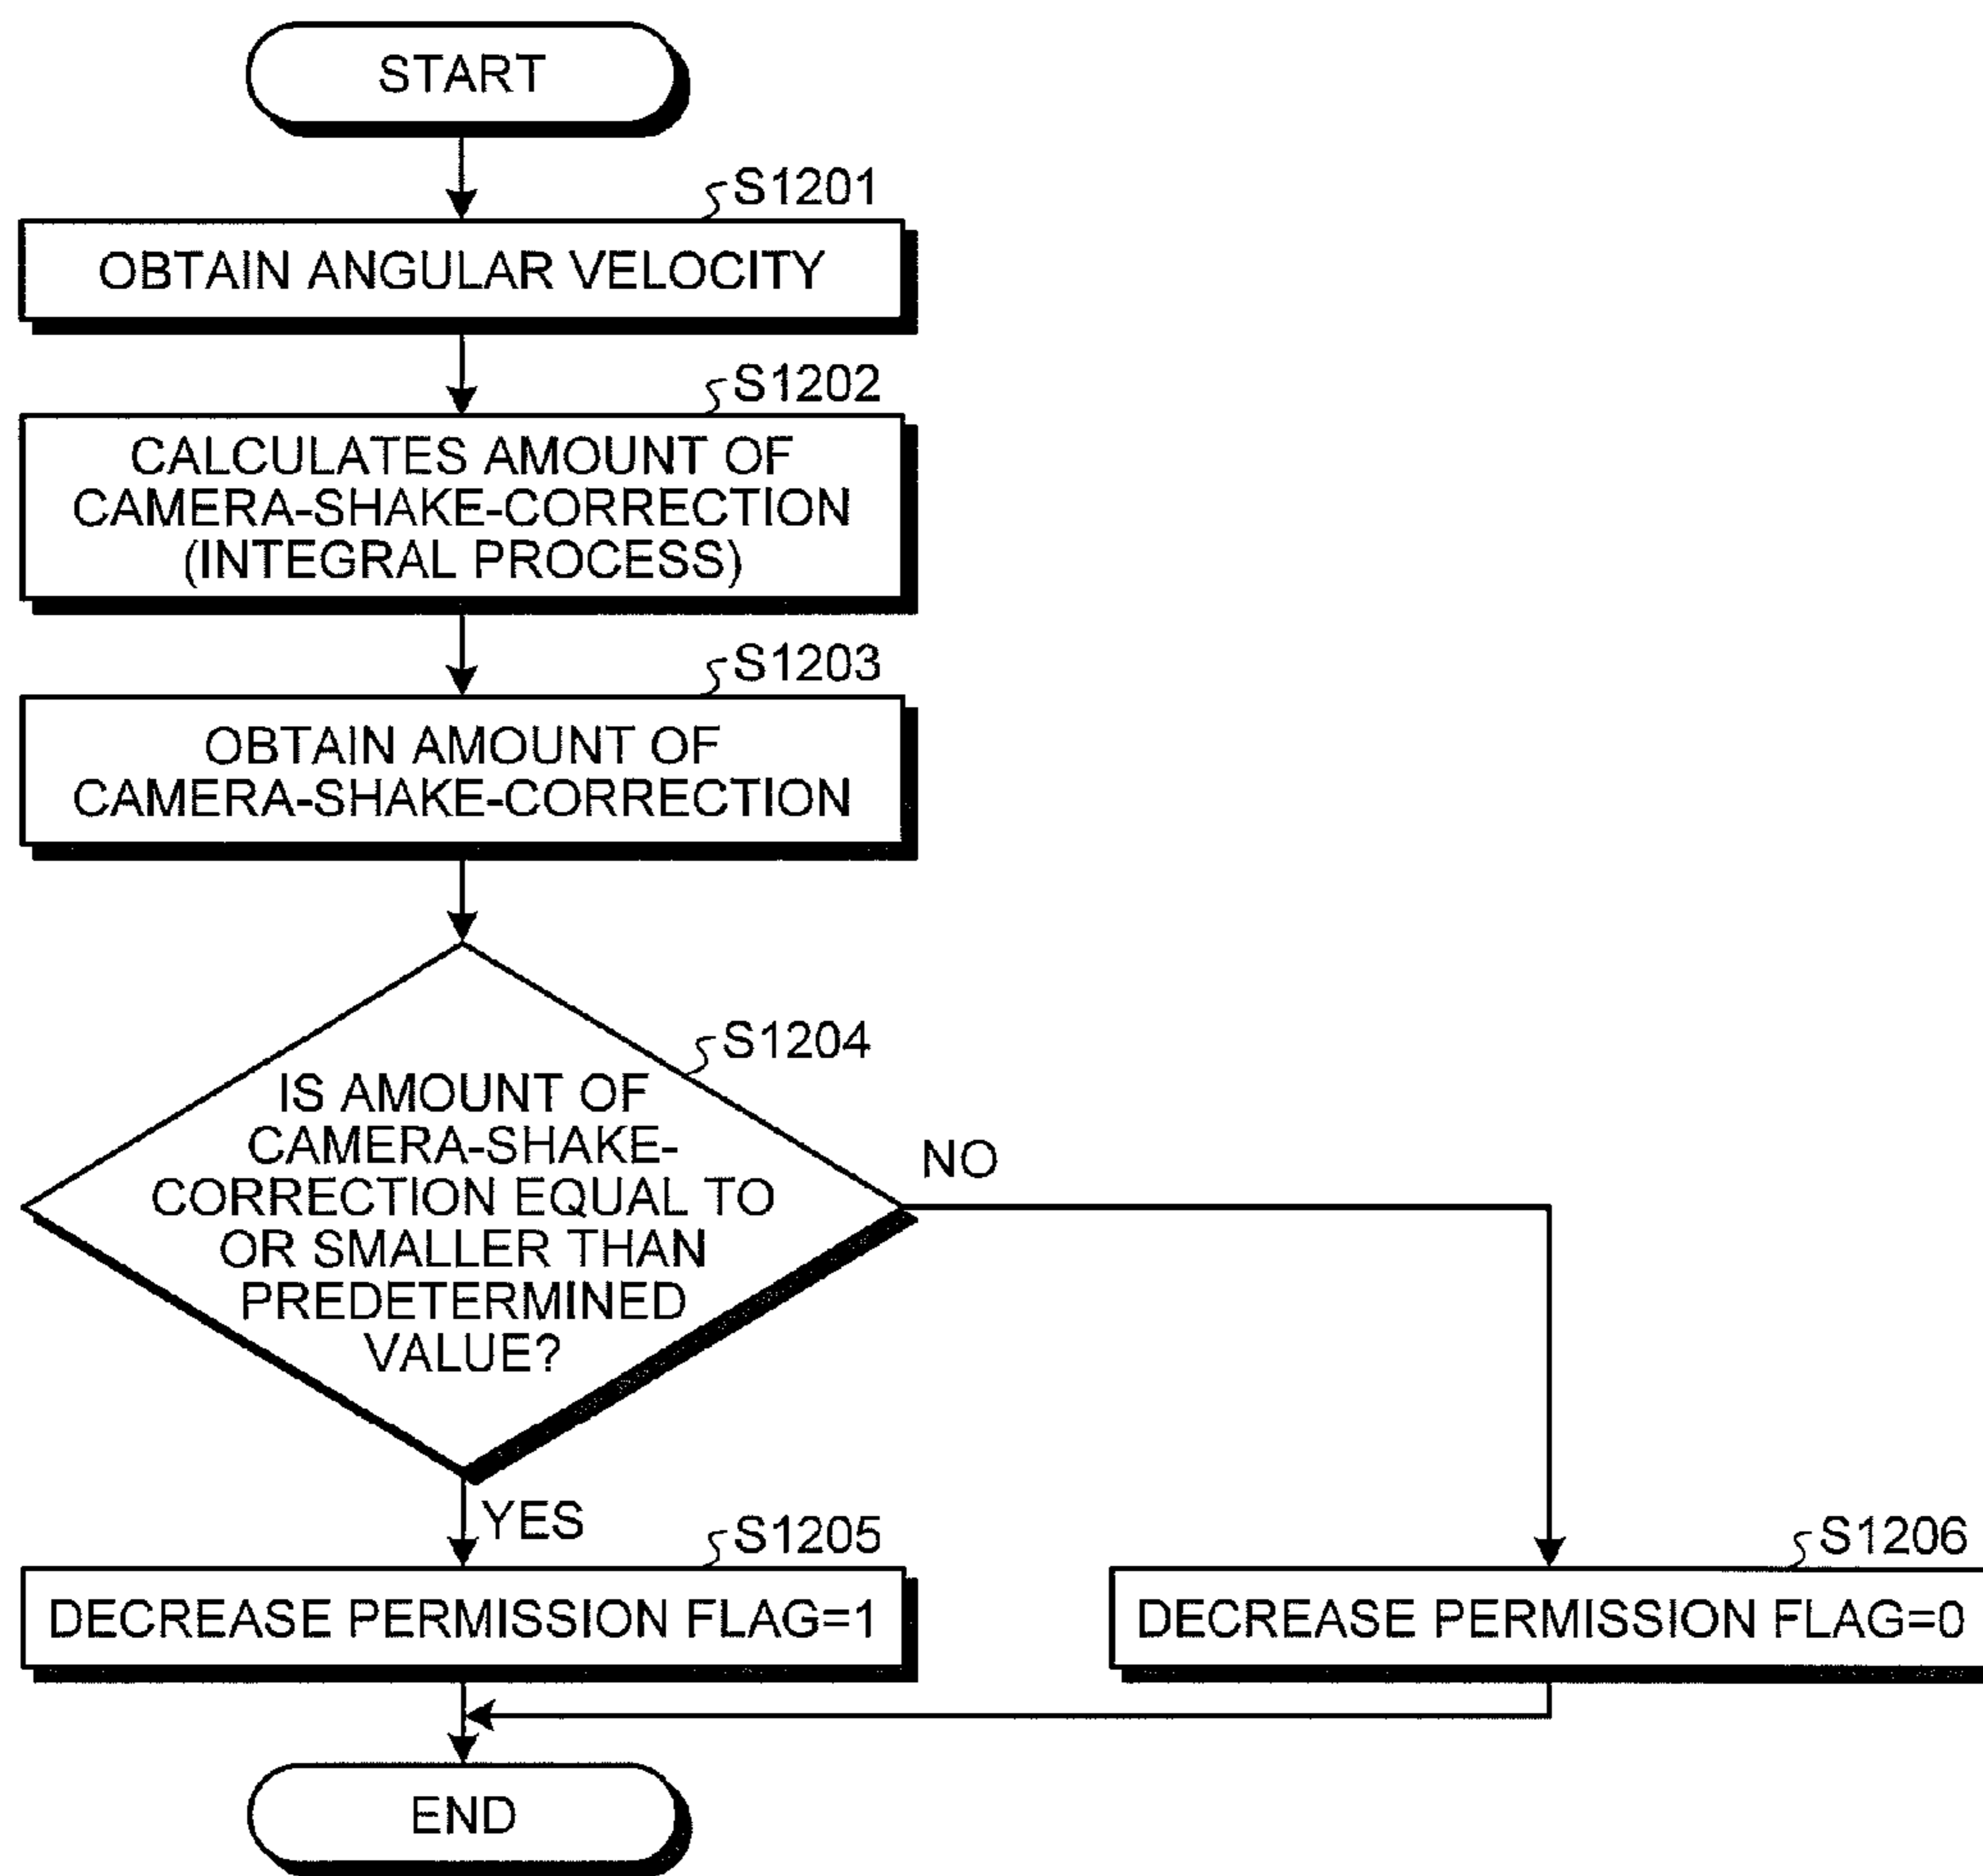 START
S1201
OBTAIN ANGULAR VELOCITY
S1202
CALCULATES AMOUNT OF
CAMERA-SHAKE-CORRECTION
(INTEGRAL PROCESS)
S1203
OBTAIN AMOUNT OF
CAMERA-SHAKE-CORRECTION
S1204
IS AMOUNT OF
CAMERA-SHAKE-
CORRECTION EQUAL TO
OR SMALLER THAN
PREDETERMINED
VALUE?
NO
YES
S1205
DECREASE PERMISSION FLAG=1
S1206
DECREASE PERMISSION FLAG=0
END